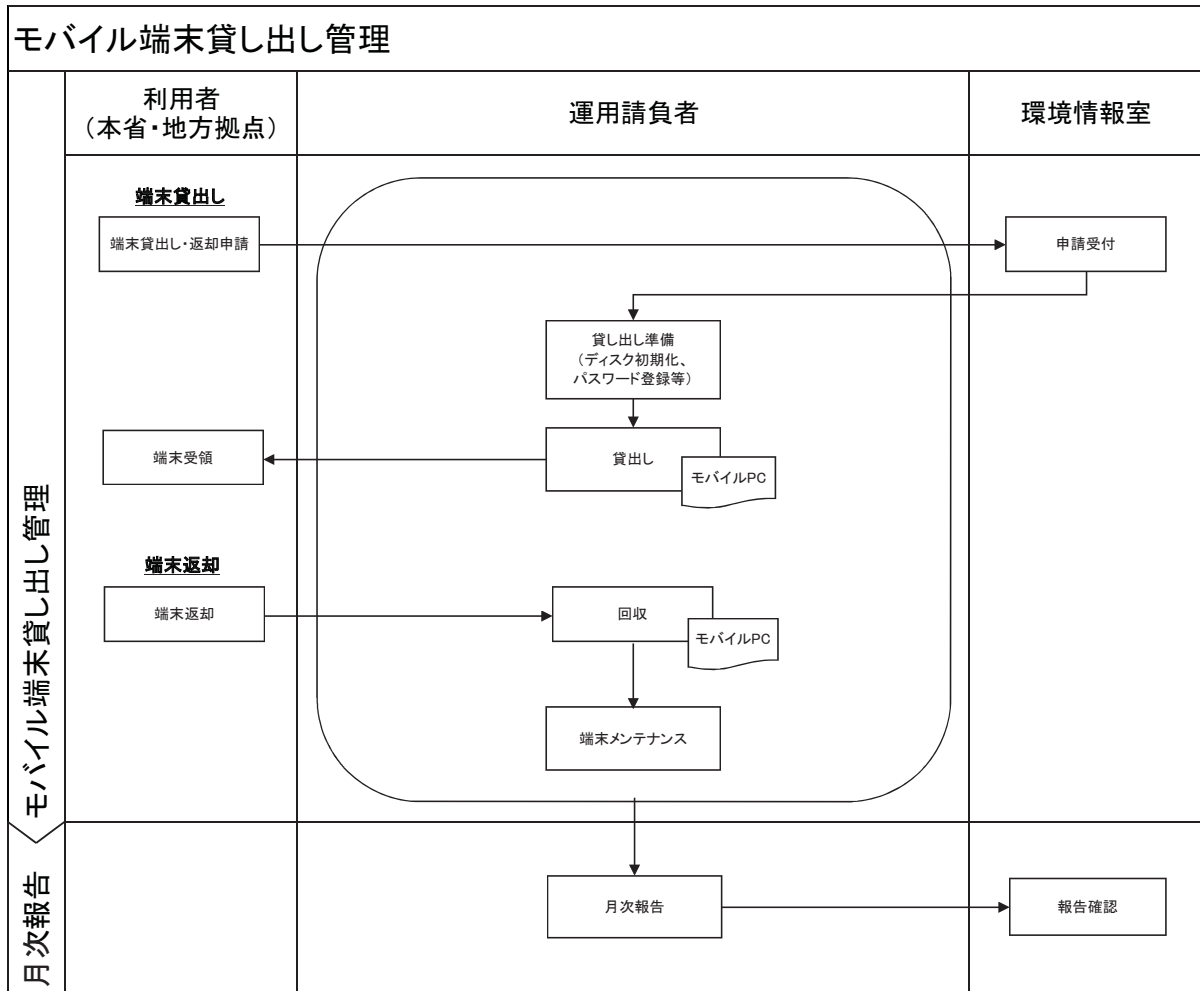 モバイル端末貸し出し管理
利用者
（本省・地方拠点）
運用請負者
環境情報室
モバイル端末貸し出し管理
端末貸出し
端末貸出し・返却申請
申請受付
貸し出し準備
（ディスク初期化、
パスワード登録等）
端末受領
貸出し
モバイルPC
端末返却
端末返却
回収
モバイルPC
端末メンテナンス
月次報告
月次報告
報告確認